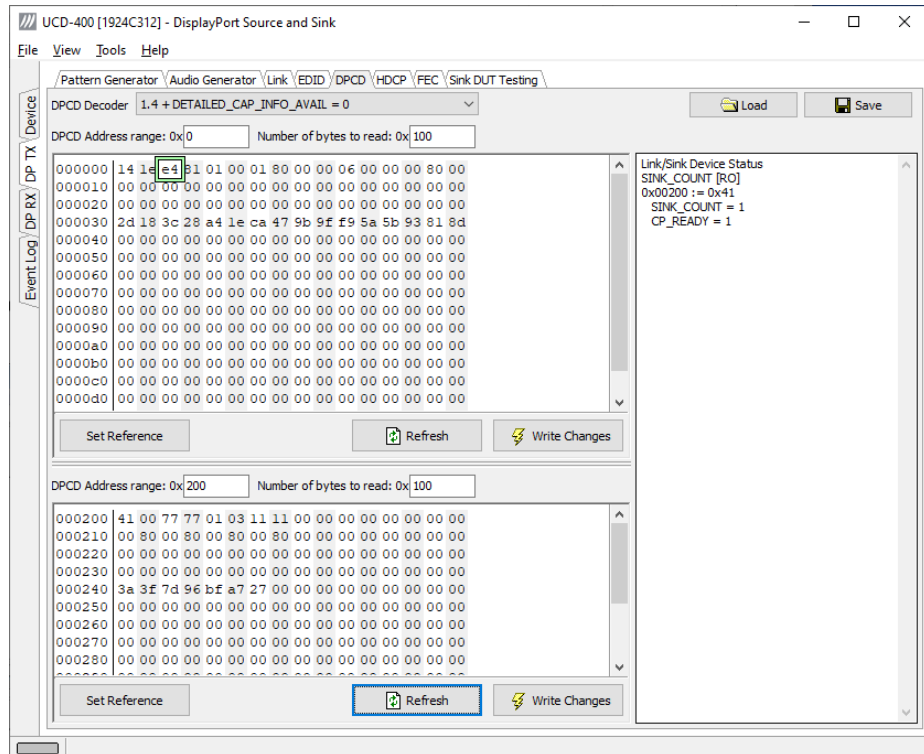 UCD-400 [1924C312] - DisplayPort Source and Sink
File View Tools Help
Pattern Generator Audio Generator Link EDID DPCD HDCP FEC Sink DUT Testing
Device
DP TX
DP RX
Event Log
DPCD Decoder 1.4 + DETAILED_CAP_INFO_AVAIL = 0 Load Save
DPCD Address range: 0x 0 Number of bytes to read: 0x 100
000000 14 1e e4 81 01 00 01 80 00 00 06 00 00 00 80 00
000010 00 00 00 00 00 00 00 00 00 00 00 00 00 00 00 00
000020 00 00 00 00 00 00 00 00 00 00 00 00 00 00 00 00
000030 2d 18 3c 28 a4 1e ca 47 9b 9f f9 5a 5b 93 81 8d
000040 00 00 00 00 00 00 00 00 00 00 00 00 00 00 00 00
000050 00 00 00 00 00 00 00 00 00 00 00 00 00 00 00 00
000060 00 00 00 00 00 00 00 00 00 00 00 00 00 00 00 00
000070 00 00 00 00 00 00 00 00 00 00 00 00 00 00 00 00
000080 00 00 00 00 00 00 00 00 00 00 00 00 00 00 00 00
000090 00 00 00 00 00 00 00 00 00 00 00 00 00 00 00 00
0000a0 00 00 00 00 00 00 00 00 00 00 00 00 00 00 00 00
0000b0 00 00 00 00 00 00 00 00 00 00 00 00 00 00 00 00
0000c0 00 00 00 00 00 00 00 00 00 00 00 00 00 00 00 00
0000d0 00 00 00 00 00 00 00 00 00 00 00 00 00 00 00 00
Set Reference Refresh Write Changes
DPCD Address range: 0x 200 Number of bytes to read: 0x 100
000200 41 00 77 77 01 03 11 11 00 00 00 00 00 00 00 00
000210 00 80 00 80 00 80 00 80 00 00 00 00 00 00 00 00
000220 00 00 00 00 00 00 00 00 00 00 00 00 00 00 00 00
000230 00 00 00 00 00 00 00 00 00 00 00 00 00 00 00 00
000240 3a 3f 7d 96 bf a7 27 00 00 00 00 00 00 00 00 00
000250 00 00 00 00 00 00 00 00 00 00 00 00 00 00 00 00
000260 00 00 00 00 00 00 00 00 00 00 00 00 00 00 00 00
000270 00 00 00 00 00 00 00 00 00 00 00 00 00 00 00 00
000280 00 00 00 00 00 00 00 00 00 00 00 00 00 00 00 00
Set Reference Refresh Write Changes
Link/Sink Device Status
SINK_COUNT [RO]
0x00200 := 0x41
SINK_COUNT = 1
CP_READY = 1